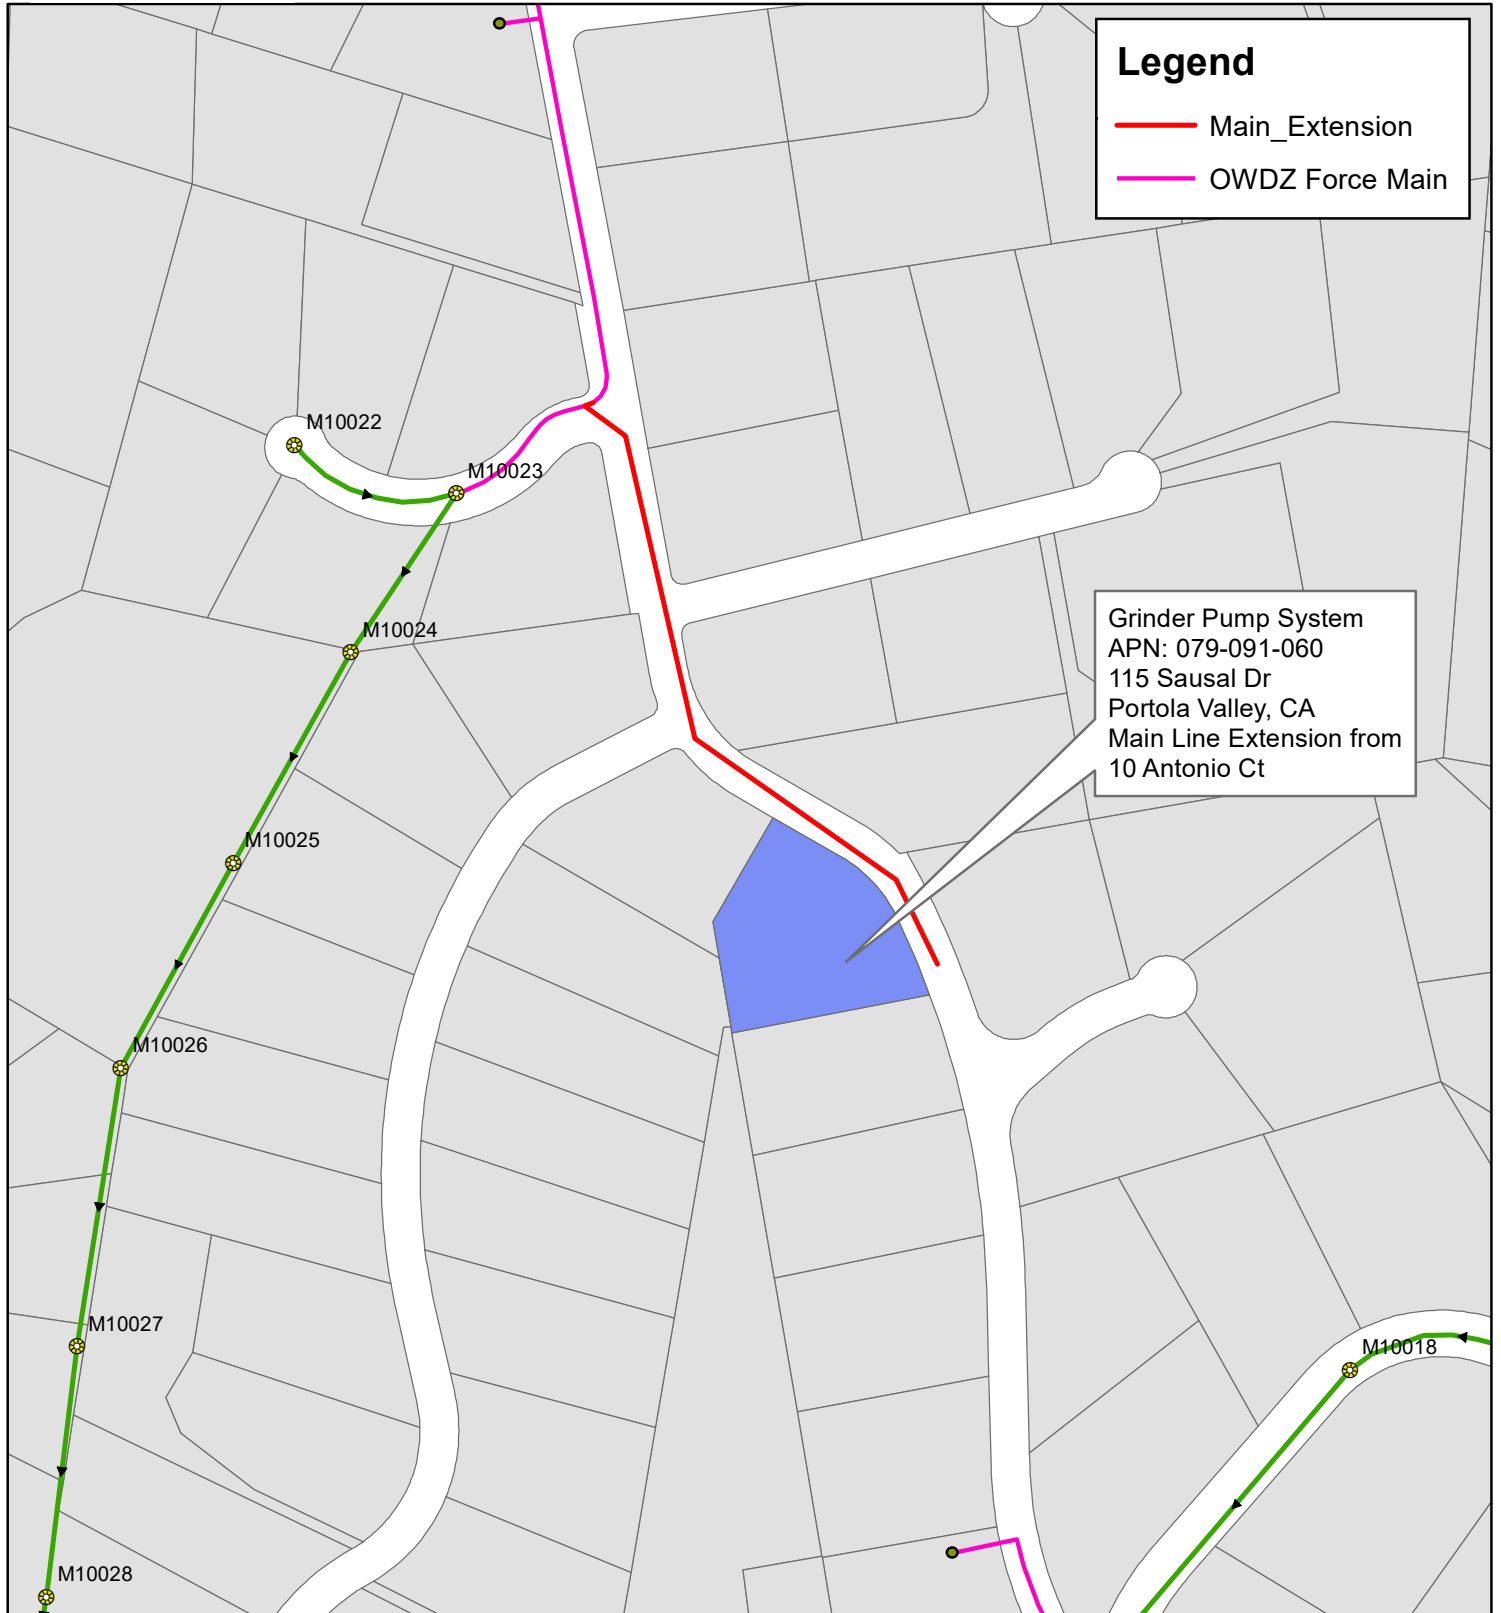 Legend
Main_Extension
OWDZ Force Main
M10022
M10023
M10024
Grinder Pump System
APN: 079-091-060
115 Sausal Dr
Portola Valley, CA
Main Line Extension from
10 Antonio Ct
M10025
M10026
M10027
M10018
M10028